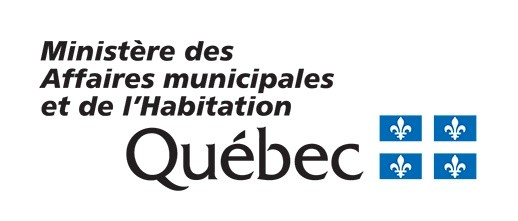 Ministère des
Affaires municipales
et de l'Habitation
Québec